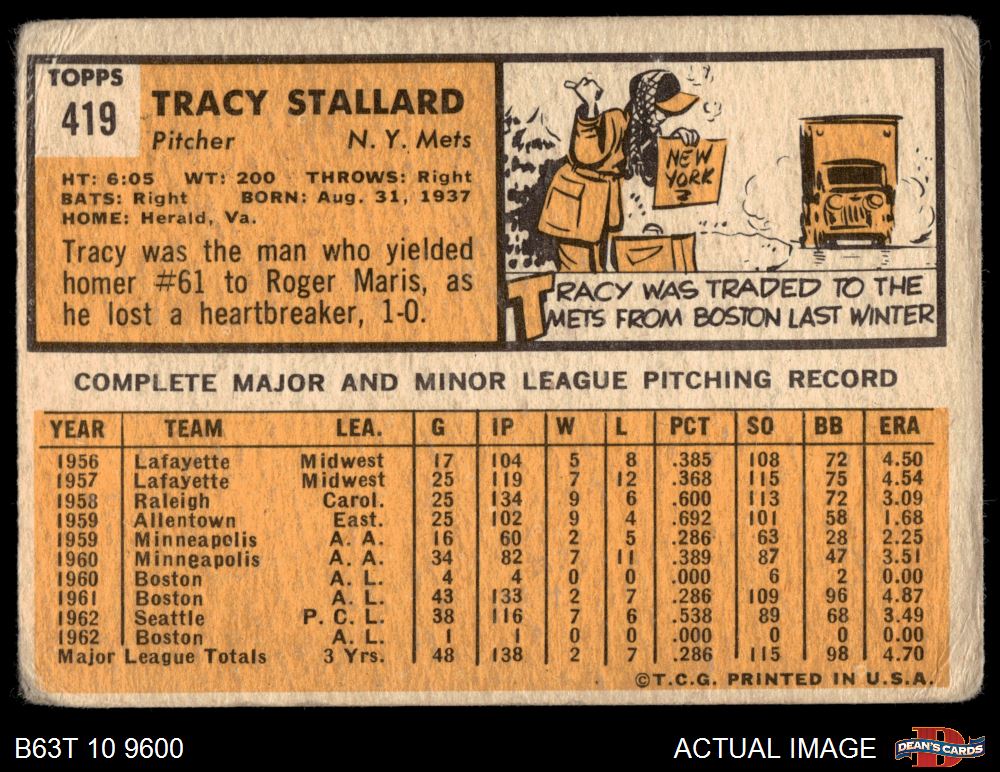 TOPPS
419
TRACY STALLARD
Pitcher N. Y. Mets
HT: 6:05 WT: 200 THROWS: Right
BATS: Right BORN: Aug. 31, 1937
HOME: Herald, Va.
Tracy was the man who yielded
homer #61 to Roger Maris, as
he lost a heartbreaker, 1-0.
NEW
YORK
?
TRACY WAS TRADED TO THE
METS FROM BOSTON LAST WINTER
COMPLETE MAJOR AND MINOR LEAGUE PITCHING RECORD
YEAR TEAM LEA. G IP W L PCT SO BB ERA
1956 Lafayette Midwest 17 104 5 8 .385 108 72 4.50
1957 Lafayette Midwest 25 119 7 12 .368 115 75 4.54
1958 Raleigh Carol. 25 134 9 6 .600 113 72 3.09
1959 Allentown East. 25 102 9 4 .692 101 58 1.68
1959 Minneapolis A. A. 16 60 2 5 .286 63 28 2.25
1960 Minneapolis A. A. 34 82 7 11 .389 87 47 3.51
1960 Boston A. L. 4 4 0 0 .000 6 2 0.00
1961 Boston A. L. 43 133 2 7 .286 109 96 4.87
1962 Seattle P. C. L. 38 116 7 6 .538 89 68 3.49
1962 Boston A. L. 1 1 0 0 .000 0 0 0.00
Major League Totals 3 Yrs. 48 138 2 7 .286 115 98 4.70
©T.C.G. PRINTED IN U.S.A.
B63T 10 9600 ACTUAL IMAGE DEAN'S CARDS